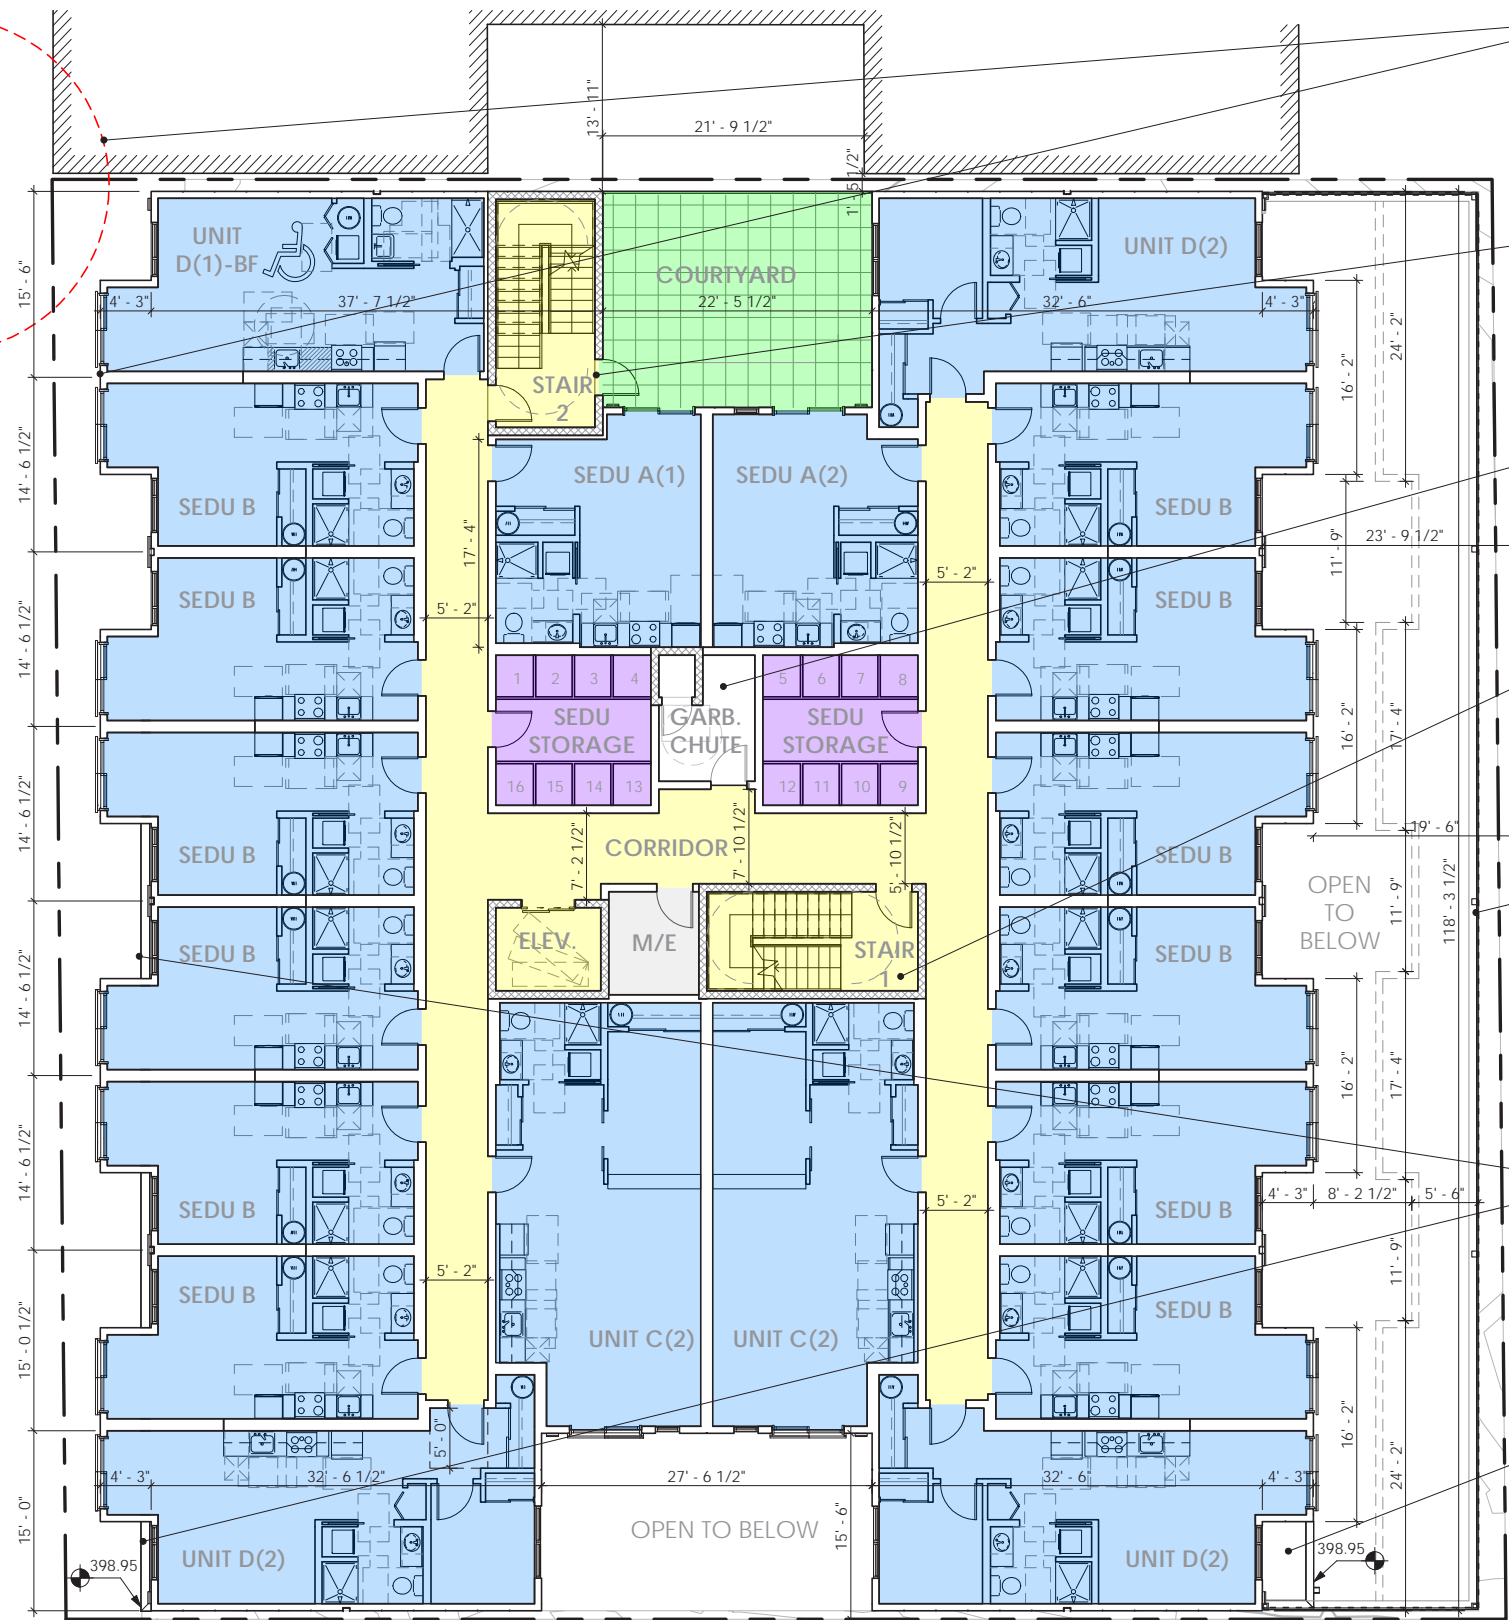 13' - 11"
21' - 9 1/2"
1' - 5 1/2"
UNIT
D(1)-BF
COURTYARD
UNIT D(2)
15' - 6"
4' - 3"
37' - 7 1/2"
22' - 5 1/2"
32' - 6"
4' - 3"
24' - 2"
16' - 2"
STAIR
2
14' - 6 1/2"
SEDU B
SEDU A(1)
SEDU A(2)
SEDU B
17' - 4"
11' - 9"
23' - 9 1/2"
5' - 2"
14' - 6 1/2"
SEDU B
5' - 2"
SEDU B
1
2
3
4
5
6
7
8
SEDU
STORAGE
GARB.
CHUTE
SEDU
STORAGE
16' - 2"
17' - 4"
16
15
14
13
12
11
10
9
14' - 6 1/2"
SEDU B
7' - 2 1/2"
CORRIDOR
7' - 10 1/2"
5' - 10 1/2"
SEDU B
19' - 6"
OPEN
TO
BELOW
11' - 9"
118' - 3 1/2"
14' - 6 1/2"
SEDU B
ELEV.
M/E
STAIR
1
SEDU B
16' - 2"
17' - 4"
14' - 6 1/2"
SEDU B
5' - 2"
SEDU B
4' - 3"
8' - 2 1/2"
5' - 6"
5' - 2"
11' - 9"
15' - 0 1/2"
SEDU B
UNIT C(2)
UNIT C(2)
SEDU B
16' - 2"
5' - 0"
4' - 3"
32' - 6 1/2"
27' - 6 1/2"
32' - 6"
4' - 3"
24' - 2"
15' - 0"
UNIT D(2)
OPEN TO BELOW
15' - 6"
UNIT D(2)
398.95
398.95